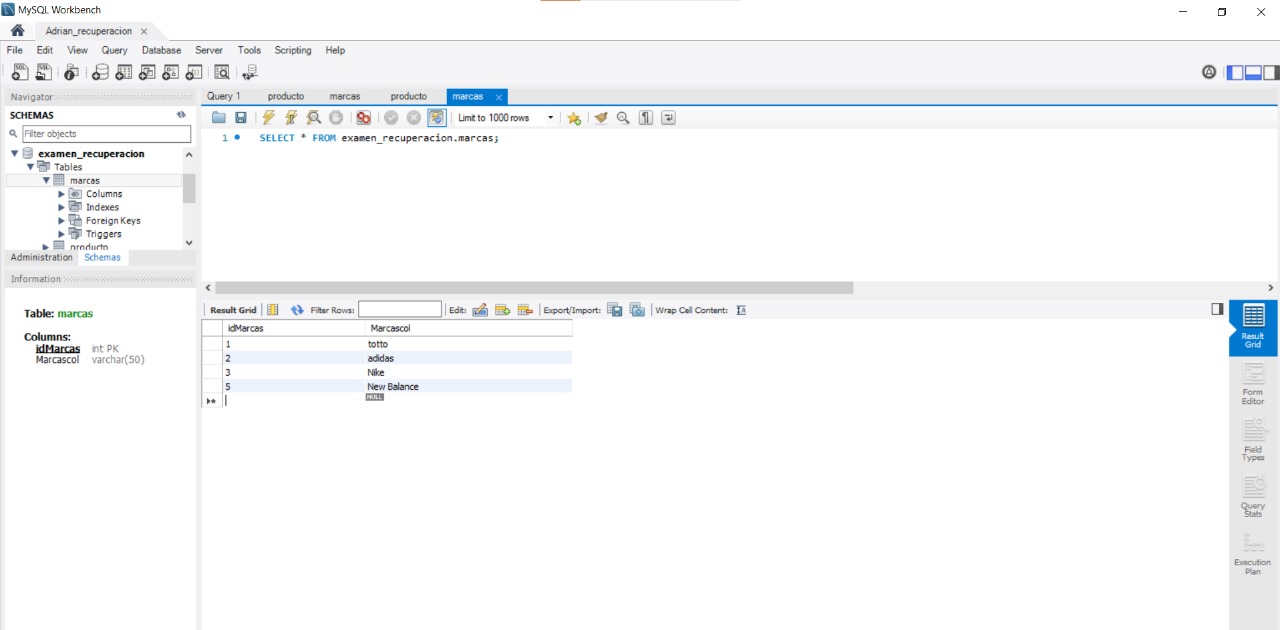 MySQL Workbench
Adrian_recuperacion
File Edit View Query Database Server Tools Scripting Help
Navigator
SCHEMAS
Filter objects
examen_recuperacion
Tables
marcas
Columns
Indexes
Foreign Keys
Triggers
producto
Administration Schemas
Information
Table: marcas
Columns:
idMarcas int PK
Marcascol varchar(50)
Query 1 producto marcas producto marcas
Limit to 1000 rows
1 SELECT * FROM examen_recuperacion.marcas;
Result Grid Filter Rows: Edit: Export/Import: Wrap Cell Content:
idMarcas Marcascol
1 totto
2 adidas
3 Nike
5 New Balance
NULL
Result
Grid
Form
Editor
Field
Types
Query
Stats
Execution
Plan